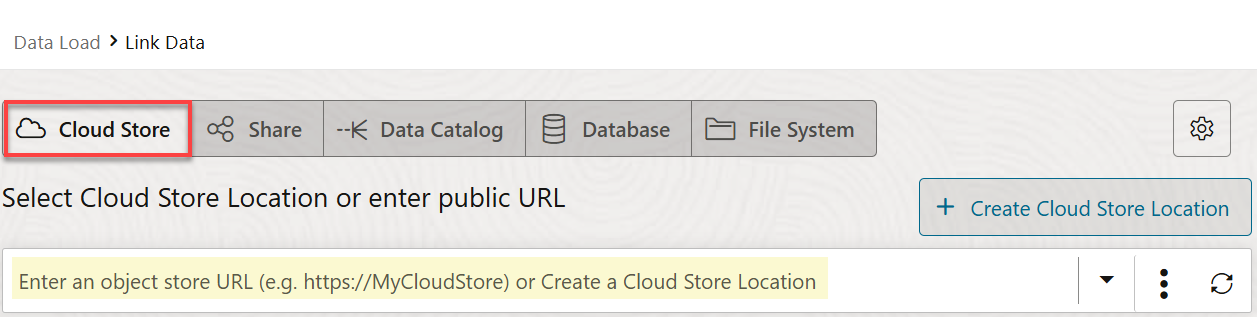 Data Load > Link Data
Cloud Store Share Data Catalog Database File System
Select Cloud Store Location or enter public URL
+ Create Cloud Store Location
Enter an object store URL (e.g. https://MyCloudStore) or Create a Cloud Store Location